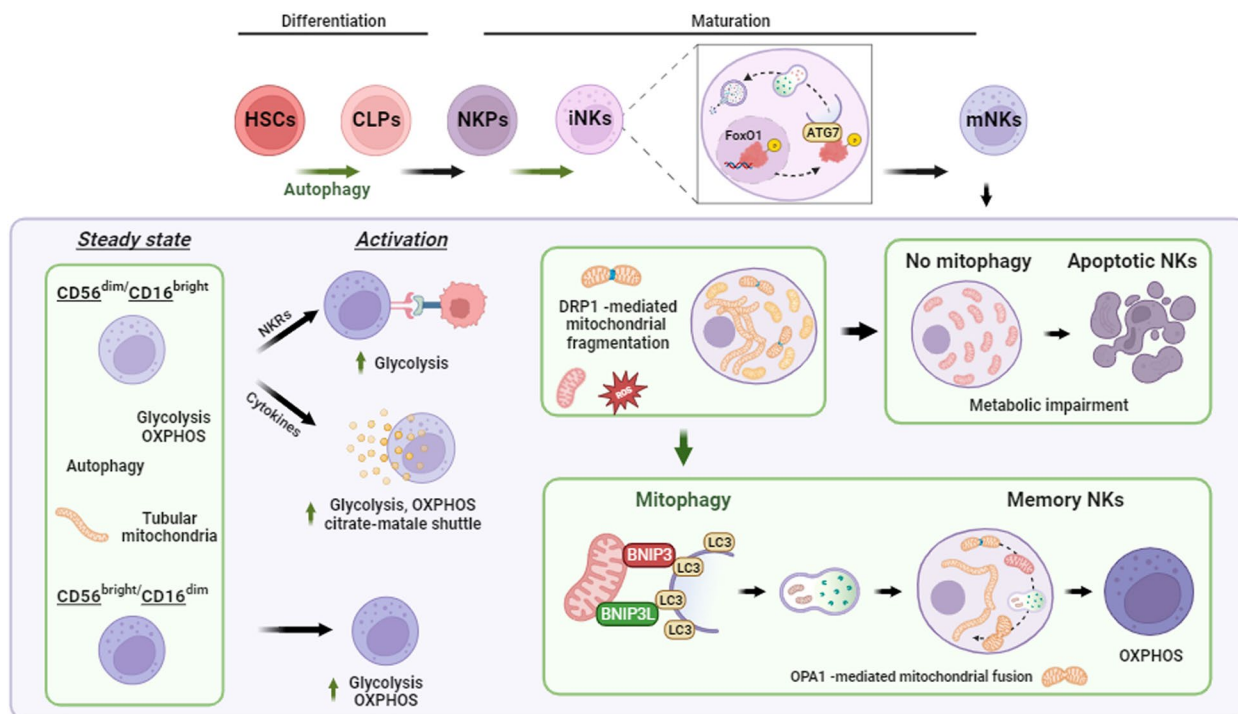 Differentiation
Maturation
HSCs
CLPs
NKPs
iNKs
FoxO1
P
ATG7
P
mNKs
Autophagy
Steady state
Activation
CD56dim/CD16bright
NKRs
Glycolysis
Cytokines
Glycolysis
OXPHOS
Autophagy
Tubular
mitochondria
Glycolysis, OXPHOS
citrate-matale shuttle
CD56bright/CD16dim
Glycolysis
OXPHOS
DRP1 -mediated
mitochondrial
fragmentation
ROS
No mitophagy
Apoptotic NKs
Metabolic impairment
Mitophagy
Memory NKs
BNIP3
BNIP3L
LC3
LC3
LC3
LC3
OXPHOS
OPA1 -mediated mitochondrial fusion